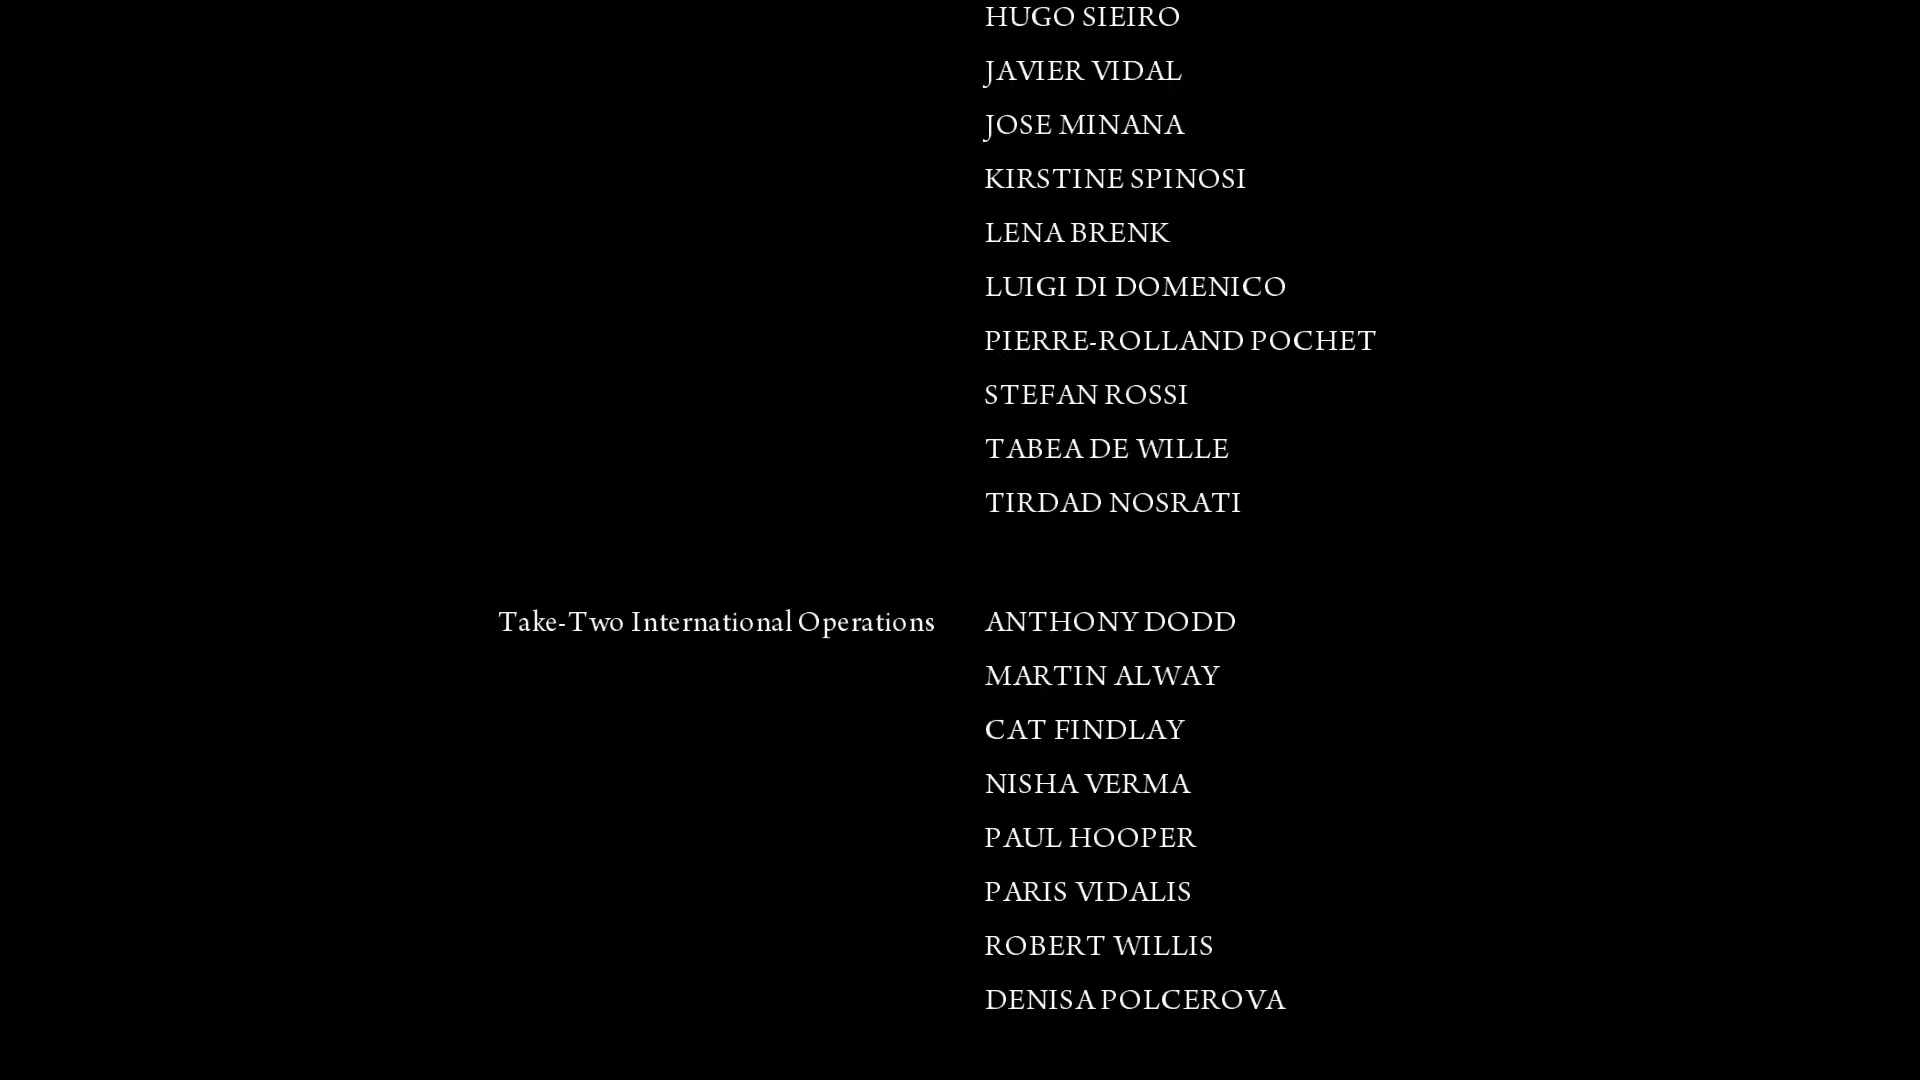 HUGO SIEIRO
JAVIER VIDAL
JOSE MINANA
KIRSTINE SPINOSI
LENA BRENK
LUIGI DI DOMENICO
PIERRE-ROLLAND POCHET
STEFAN ROSSI
TABEA DE WILLE
TIRDAD NOSRATI
Take-Two International Operations ANTHONY DODD
MARTIN ALWAY
CAT FINDLAY
NISHA VERMA
PAUL HOOPER
PARIS VIDALIS
ROBERT WILLIS
DENISA POLCEROVA